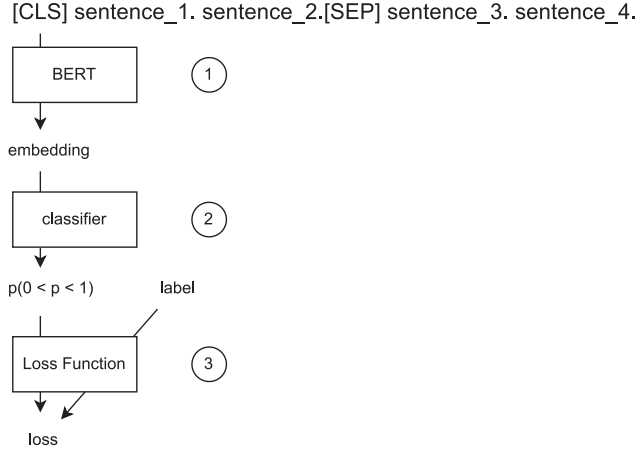 [CLS] sentence_1. sentence_2.[SEP] sentence_3. sentence_4.
BERT
1
embedding
classifier
2
p(0 < p < 1)
label
Loss Function
3
loss